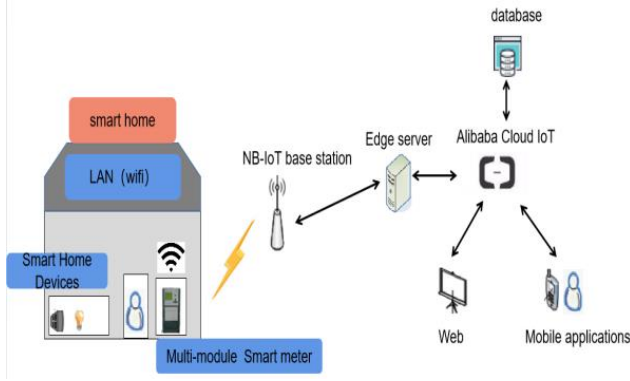 database
smart home
Edge server
Alibaba Cloud IoT
NB-IoT base station
LAN（wifi）
Smart Home
Devices
Web
Mobile applications
Multi-module Smart meter